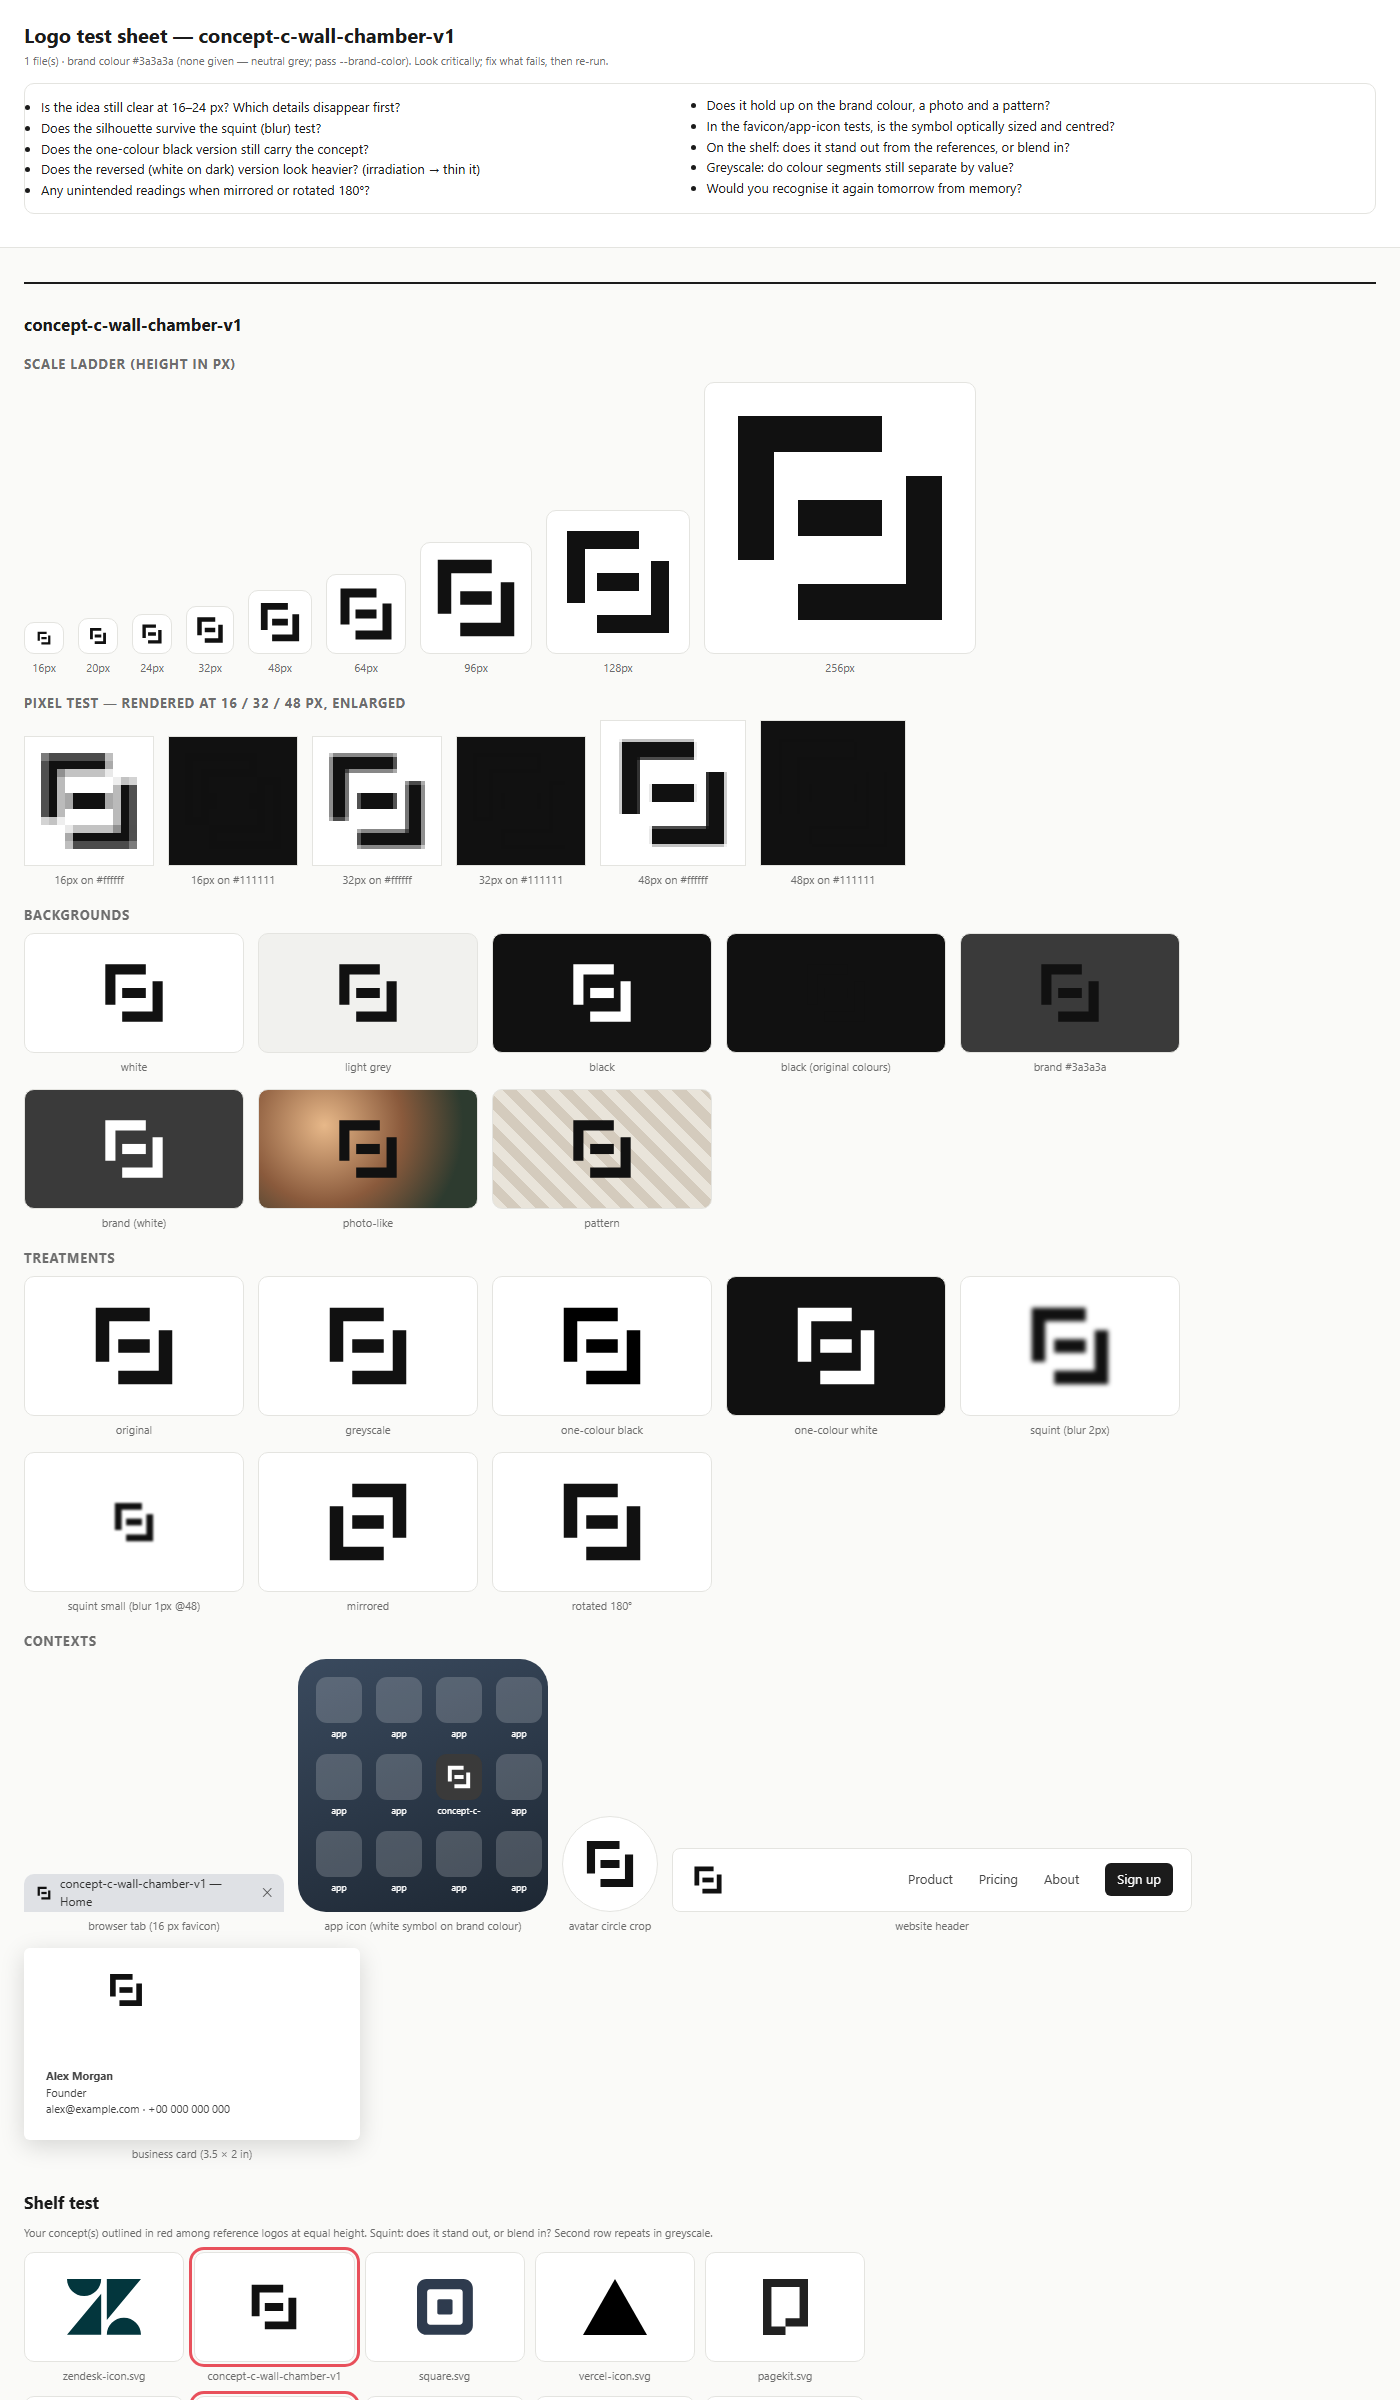 Logo test sheet — concept-c-wall-chamber-v1
1 file(s) · brand colour #3a3a3a (none given — neutral grey; pass --brand-color). Look critically; fix what fails, then re-run.
Is the idea still clear at 16–24 px? Which details disappear first?
Does the silhouette survive the squint (blur) test?
Does the one-colour black version still carry the concept?
Does the reversed (white on dark) version look heavier? (irradiation → thin it)
Any unintended readings when mirrored or rotated 180°?
Does it hold up on the brand colour, a photo and a pattern?
In the favicon/app-icon tests, is the symbol optically sized and centred?
On the shelf: does it stand out from the references, or blend in?
Greyscale: do colour segments still separate by value?
Would you recognise it again tomorrow from memory?
concept-c-wall-chamber-v1
SCALE LADDER (HEIGHT IN PX)
16px 20px 24px 32px 48px 64px 96px 128px 256px
PIXEL TEST — RENDERED AT 16 / 32 / 48 PX, ENLARGED
16px on #ffffff 16px on #111111 32px on #ffffff 32px on #111111 48px on #ffffff 48px on #111111
BACKGROUNDS
white light grey black black (original colours) brand #3a3a3a
brand (white) photo-like pattern
TREATMENTS
original greyscale one-colour black one-colour white squint (blur 2px)
squint small (blur 1px @48) mirrored rotated 180°
CONTEXTS
app app app app
app app concept-c- app
app app app app
concept-c-wall-chamber-v1 —
Home
Product Pricing About Sign up
browser tab (16 px favicon) app icon (white symbol on brand colour) avatar circle crop website header
Alex Morgan
Founder
alex@example.com · +00 000 000 000
business card (3.5 × 2 in)
Shelf test
Your concept(s) outlined in red among reference logos at equal height. Squint: does it stand out, or blend in? Second row repeats in greyscale.
zendesk-icon.svg concept-c-wall-chamber-v1 square.svg vercel-icon.svg pagekit.svg